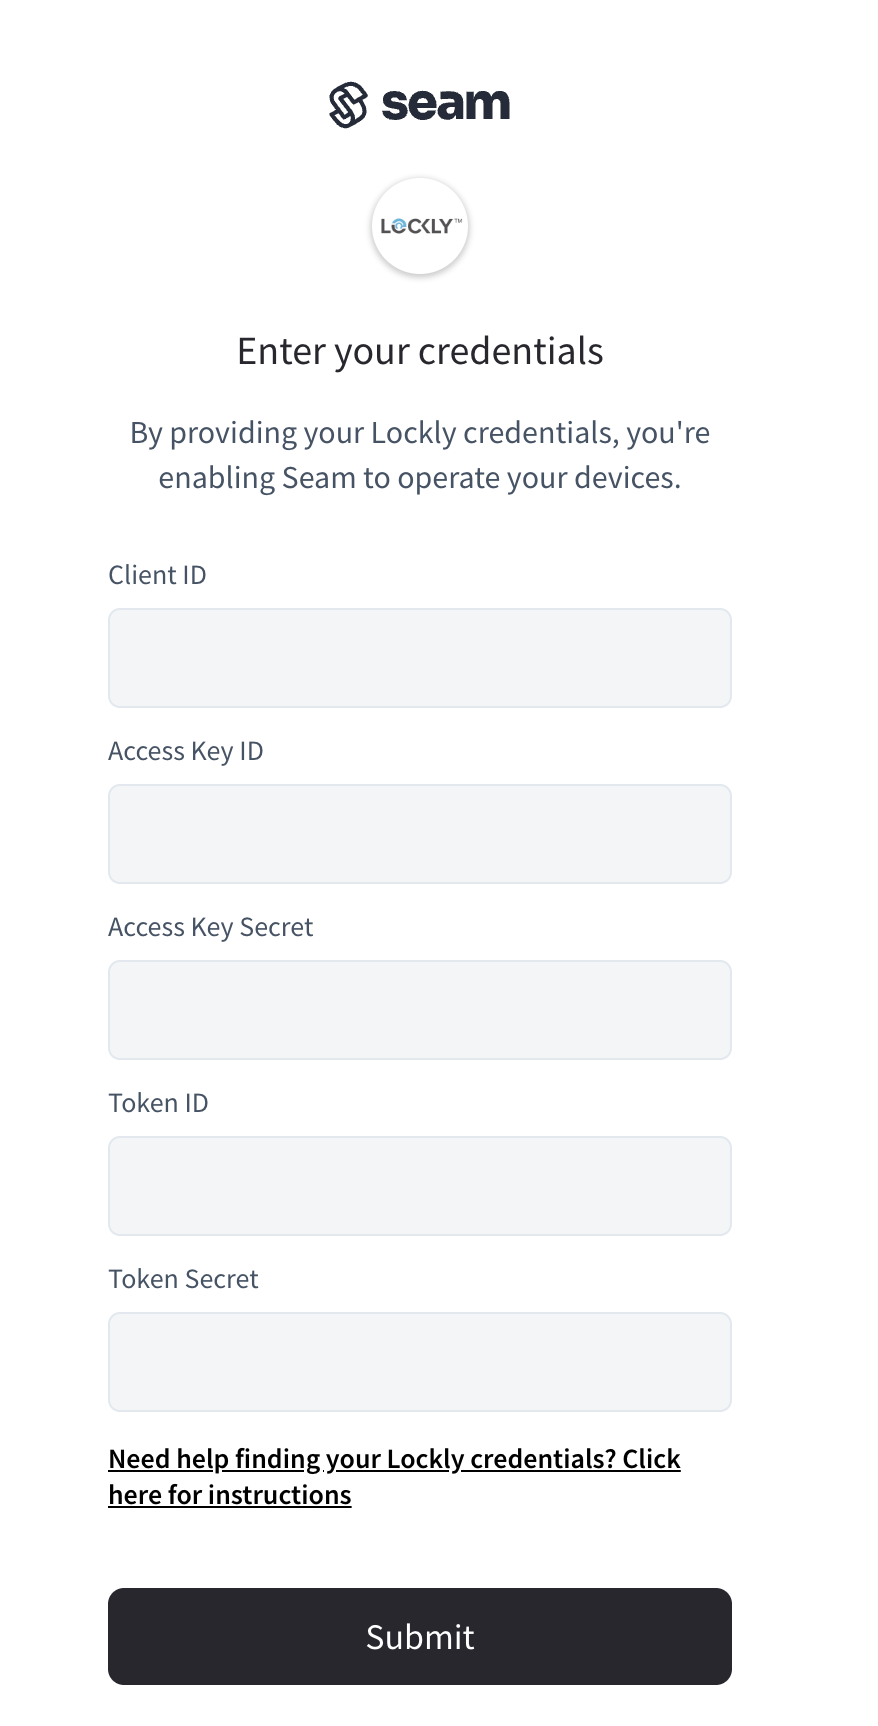 seam
LOCKLY™
Enter your credentials
By providing your Lockly credentials, you're
enabling Seam to operate your devices.
Client ID
Access Key ID
Access Key Secret
Token ID
Token Secret
Need help finding your Lockly credentials? Click
here for instructions
Submit